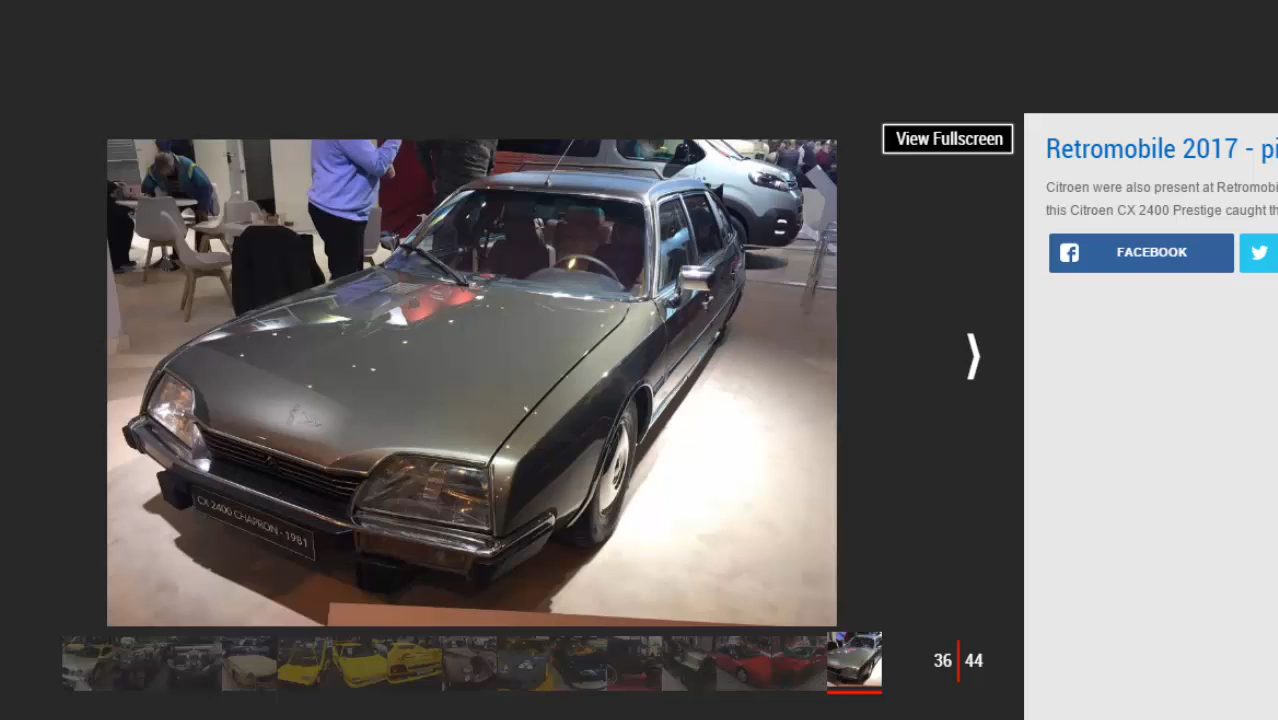 View Fullscreen
Retromobile 2017 - pi
Citroen were also present at Retromobi
this Citroen CX 2400 Prestige caught th
FACEBOOK
CX 2400 CHAPRON - 1981
36 44